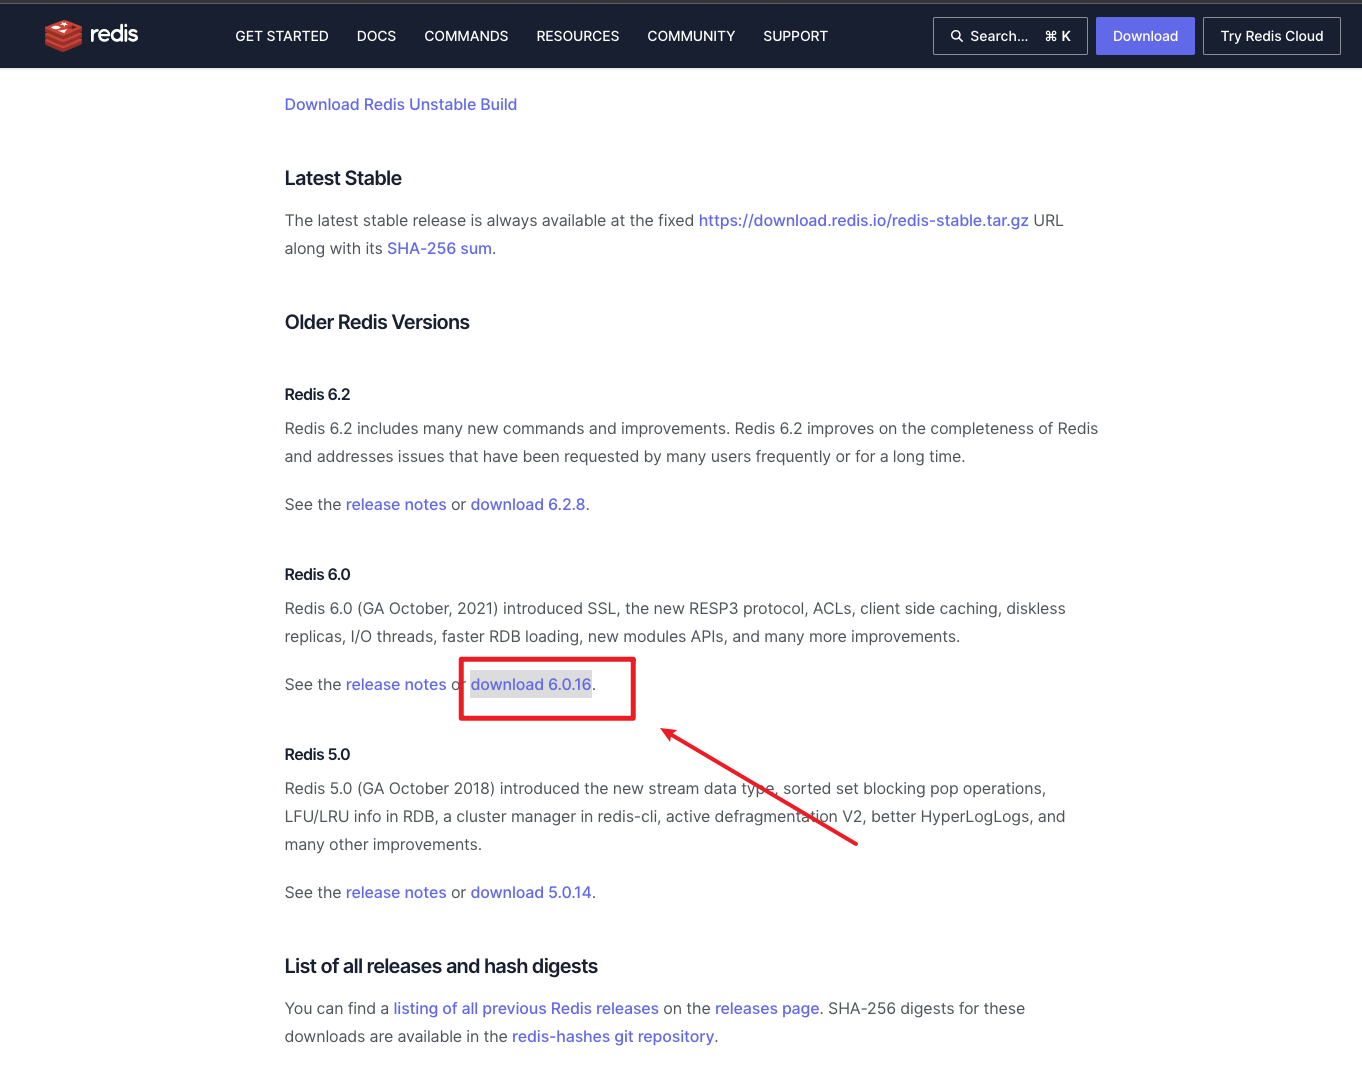 redis
GET STARTED DOCS COMMANDS RESOURCES COMMUNITY SUPPORT
Search... ⌘ K
Download
Try Redis Cloud
Download Redis Unstable Build
Latest Stable
The latest stable release is always available at the fixed https://download.redis.io/redis-stable.tar.gz URL
along with its SHA-256 sum.
Older Redis Versions
Redis 6.2
Redis 6.2 includes many new commands and improvements. Redis 6.2 improves on the completeness of Redis
and addresses issues that have been requested by many users frequently or for a long time.
See the release notes or download 6.2.8.
Redis 6.0
Redis 6.0 (GA October, 2021) introduced SSL, the new RESP3 protocol, ACLs, client side caching, diskless
replicas, I/O threads, faster RDB loading, new modules APIs, and many more improvements.
See the release notes or download 6.0.16.
Redis 5.0
Redis 5.0 (GA October 2018) introduced the new stream data type, sorted set blocking pop operations,
LFU/LRU info in RDB, a cluster manager in redis-cli, active defragmentation V2, better HyperLogLogs, and
many other improvements.
See the release notes or download 5.0.14.
List of all releases and hash digests
You can find a listing of all previous Redis releases on the releases page. SHA-256 digests for these
downloads are available in the redis-hashes git repository.